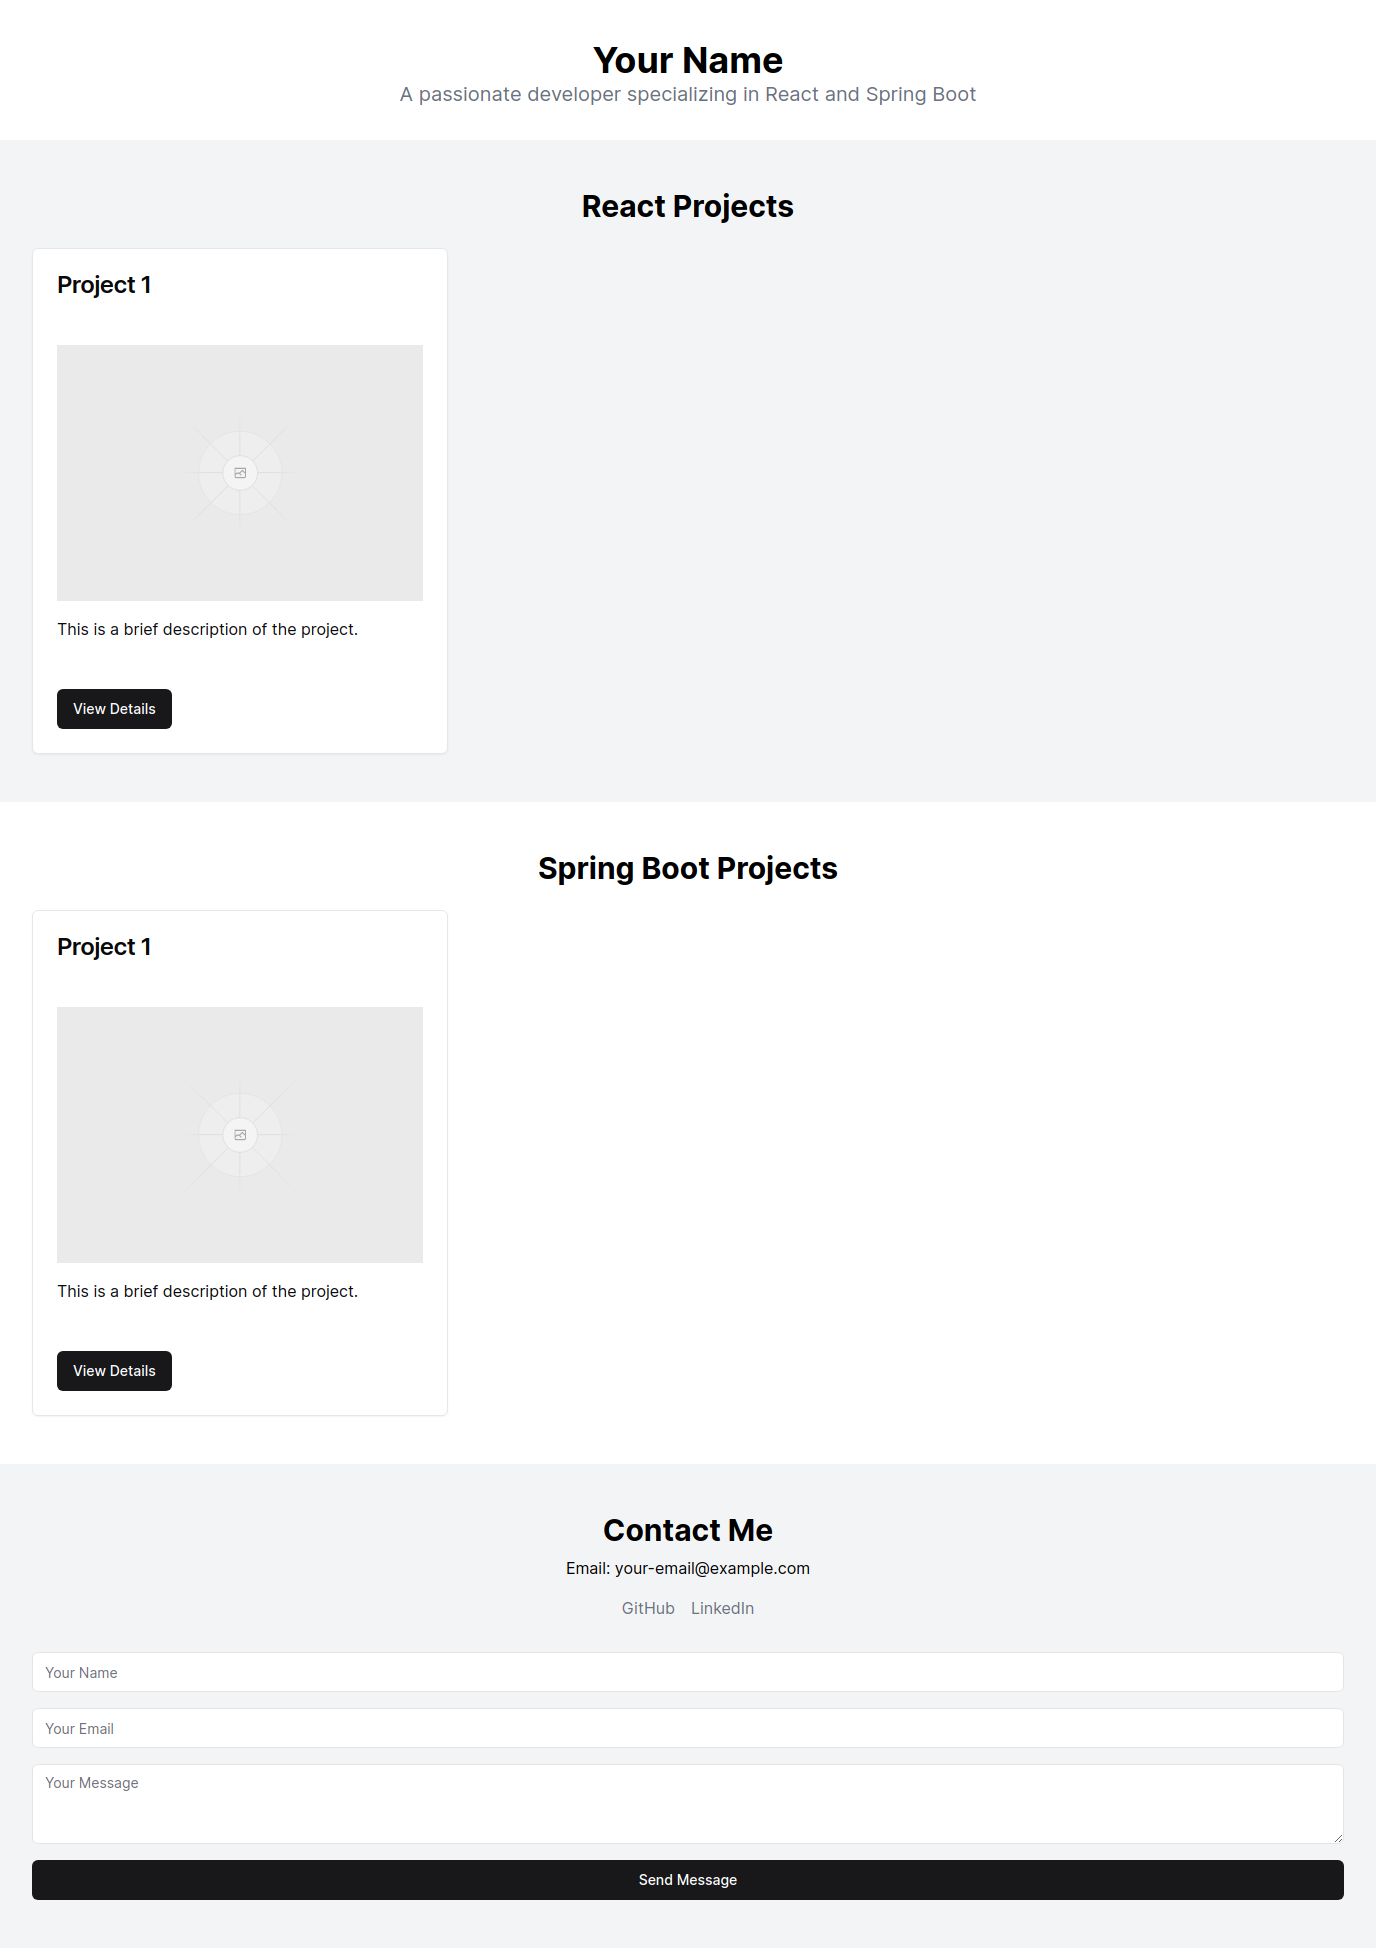 Your Name
A passionate developer specializing in React and Spring Boot
React Projects
Project 1
This is a brief description of the project.
View Details
Spring Boot Projects
Project 1
This is a brief description of the project.
View Details
Contact Me
Email: your-email@example.com
GitHub LinkedIn
Your Name
Your Email
Your Message
Send Message